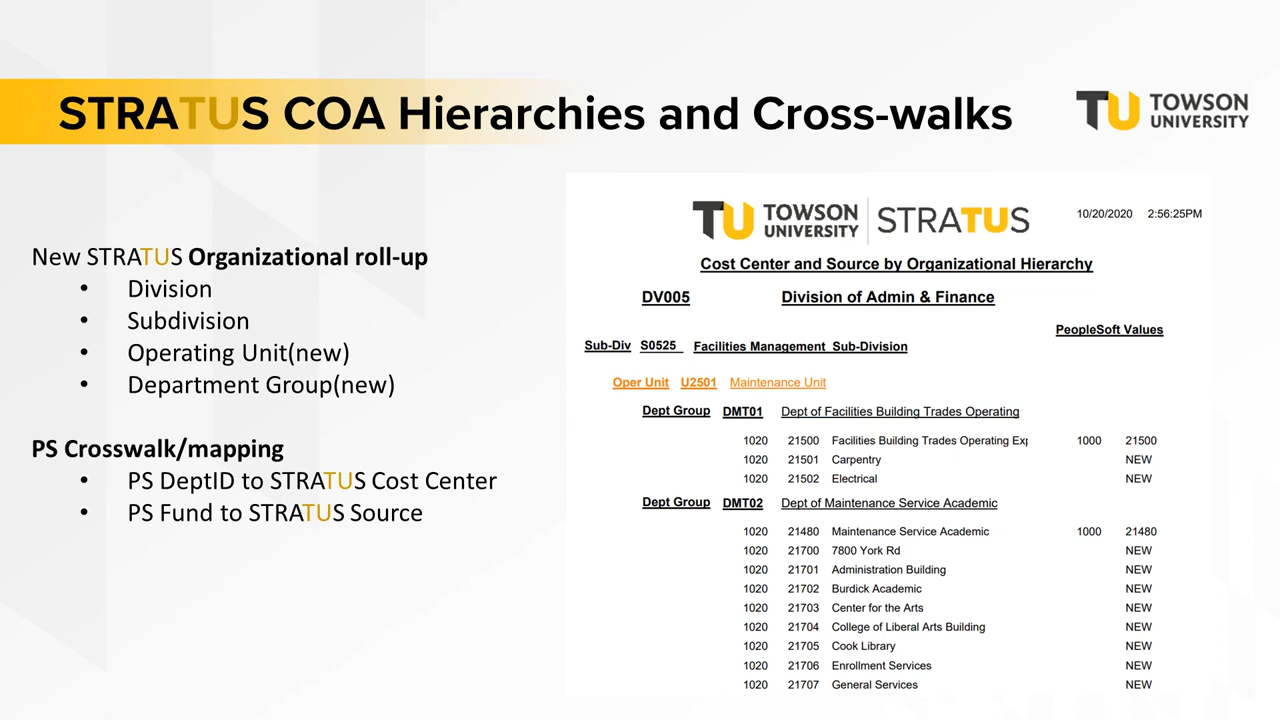 STRATUS COA Hierarchies and Cross-walks
TU TOWSON UNIVERSITY
New STRATUS Organizational roll-up
• Division
• Subdivision
• Operating Unit(new)
• Department Group(new)
PS Crosswalk/mapping
• PS DeptID to STRATUS Cost Center
• PS Fund to STRATUS Source
TU TOWSON UNIVERSITY | STRATUS
10/20/2020 2:56:25PM
Cost Center and Source by Organizational Hierarchy
DV005 Division of Admin & Finance
PeopleSoft Values
Sub-Div S0525 Facilities Management Sub-Division
Oper Unit U2501 Maintenance Unit
Dept Group DMT01 Dept of Facilities Building Trades Operating
1020 21500 Facilities Building Trades Operating Exp 1000 21500
1020 21501 Carpentry NEW
1020 21502 Electrical NEW
Dept Group DMT02 Dept of Maintenance Service Academic
1020 21480 Maintenance Service Academic 1000 21480
1020 21700 7800 York Rd NEW
1020 21701 Administration Building NEW
1020 21702 Burdick Academic NEW
1020 21703 Center for the Arts NEW
1020 21704 College of Liberal Arts Building NEW
1020 21705 Cook Library NEW
1020 21706 Enrollment Services NEW
1020 21707 General Services NEW